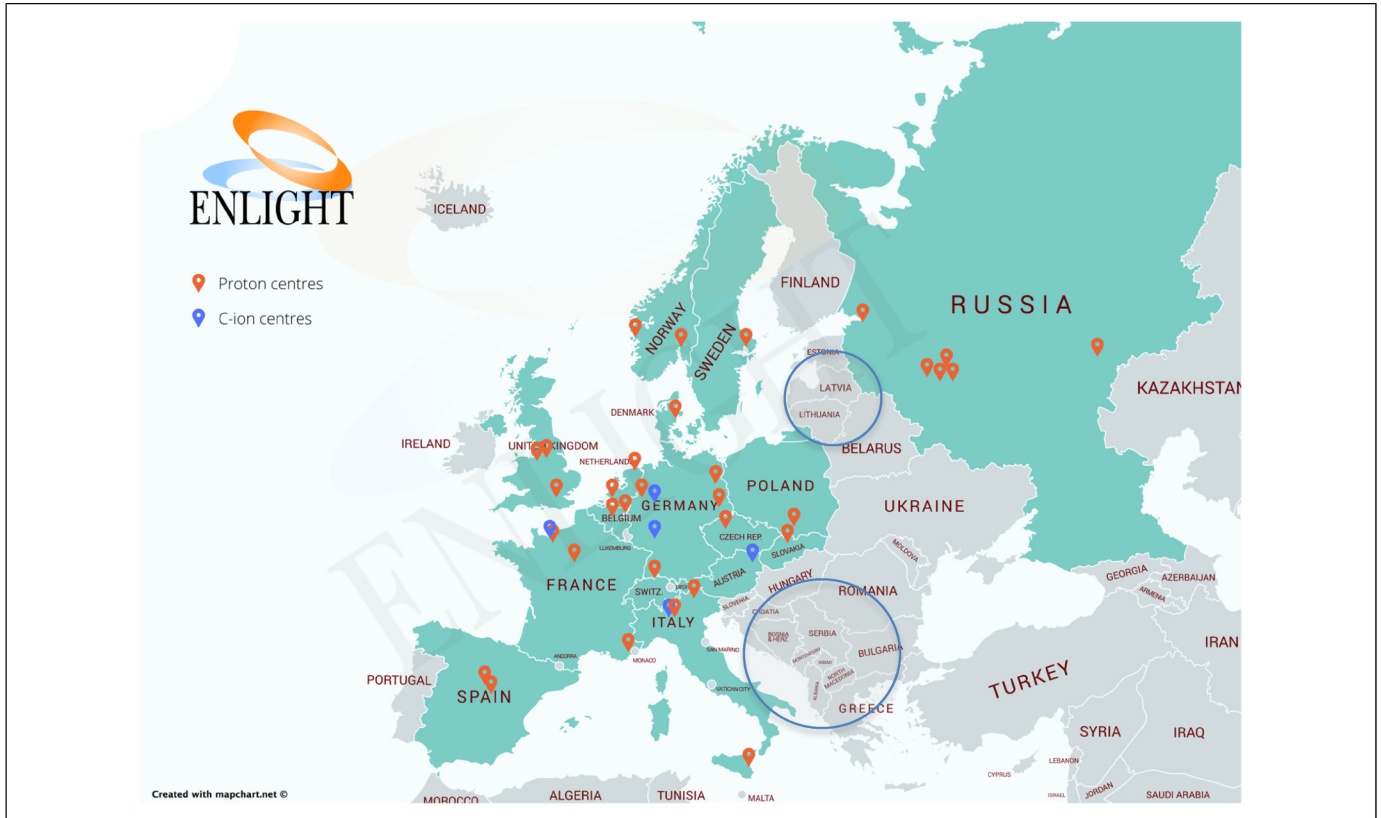 ENLIGHT
Proton centres
C-ion centres
ICELAND
NORWAY
SWEDEN
FINLAND
RUSSIA
ESTONIA
LATVIA
LITHUANIA
KAZAKHSTAN
DENMARK
IRELAND
UNITED KINGDOM
NETHERLANDS
BELARUS
POLAND
GERMANY
BELGIUM
UKRAINE
CZECH REP.
LUXEMBURG
SLOVAKIA
MOLDOVA
FRANCE
SWITZ.
AUSTRIA
HUNGARY
ROMANIA
GEORGIA
AZERBAIJAN
ARMENIA
SLOVENIA
CROATIA
ITALY
BOSNIA
& HERZ.
SERBIA
SAN MARINO
MONTENEGRO
KOSOVO
BULGARIA
IRAN
ANDORRA
MONACO
PORTUGAL
SPAIN
VATICAN CITY
NORTH
MACEDONIA
ALBANIA
GREECE
TURKEY
SYRIA
IRAQ
CYPRUS
LEBANON
ISRAEL
JORDAN
SAUDI ARABIA
MOROCCO
ALGERIA
TUNISIA
MALTA
ENLIGHT
Created with mapchart.net ©